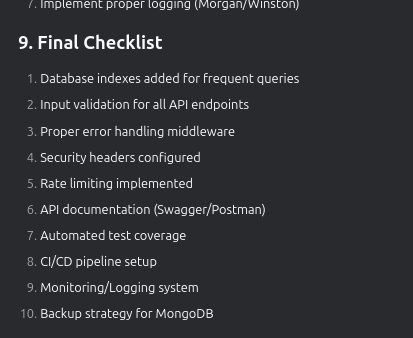 7. Implement proper logging (Morgan/Winston)
9. Final Checklist
1. Database indexes added for frequent queries
2. Input validation for all API endpoints
3. Proper error handling middleware
4. Security headers configured
5. Rate limiting implemented
6. API documentation (Swagger/Postman)
7. Automated test coverage
8. CI/CD pipeline setup
9. Monitoring/Logging system
10. Backup strategy for MongoDB